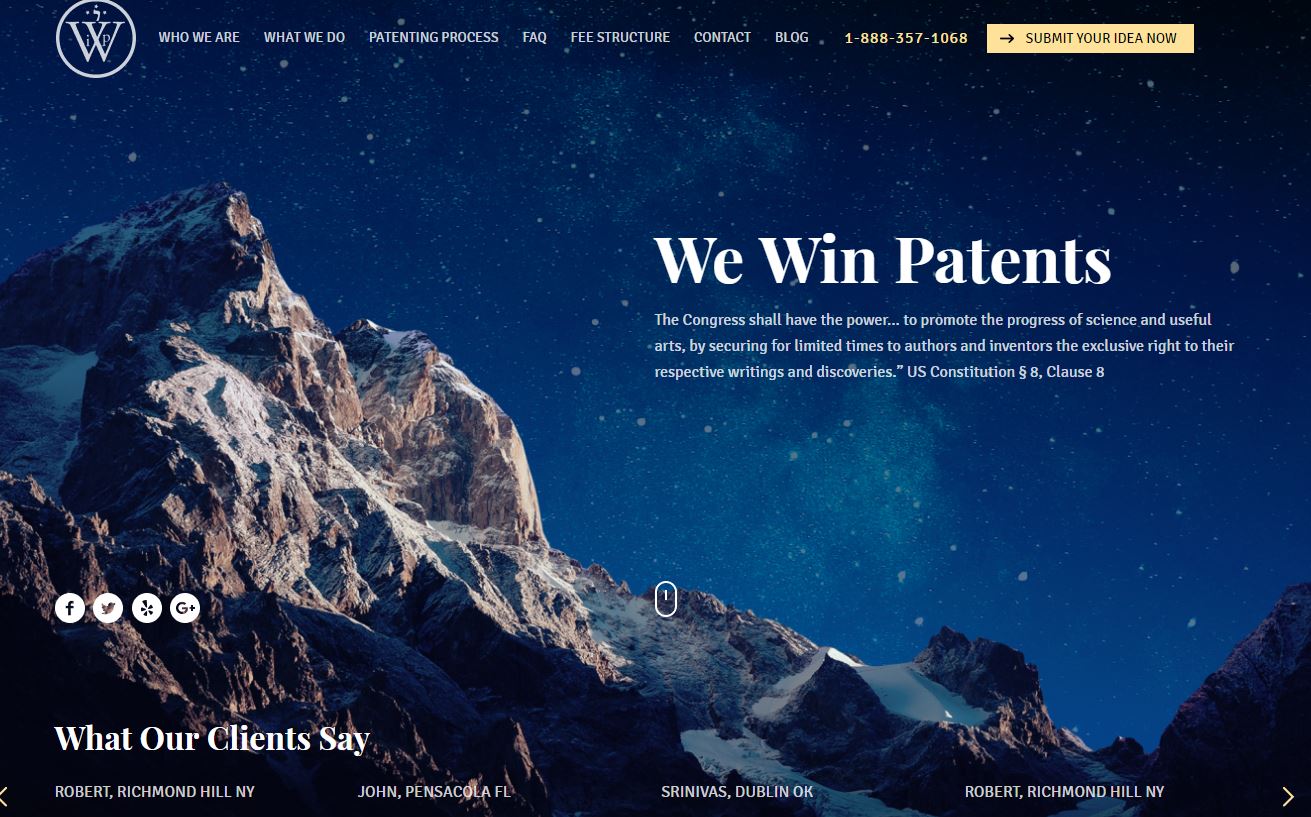 WHO WE ARE WHAT WE DO PATENTING PROCESS FAQ FEE STRUCTURE CONTACT BLOG 1-888-357-1068 SUBMIT YOUR IDEA NOW
We Win Patents
The Congress shall have the power... to promote the progress of science and useful
arts, by securing for limited times to authors and inventors the exclusive right to their
respective writings and discoveries.” US Constitution § 8, Clause 8
What Our Clients Say
ROBERT, RICHMOND HILL NY JOHN, PENSACOLA FL SRINIVAS, DUBLIN OK ROBERT, RICHMOND HILL NY